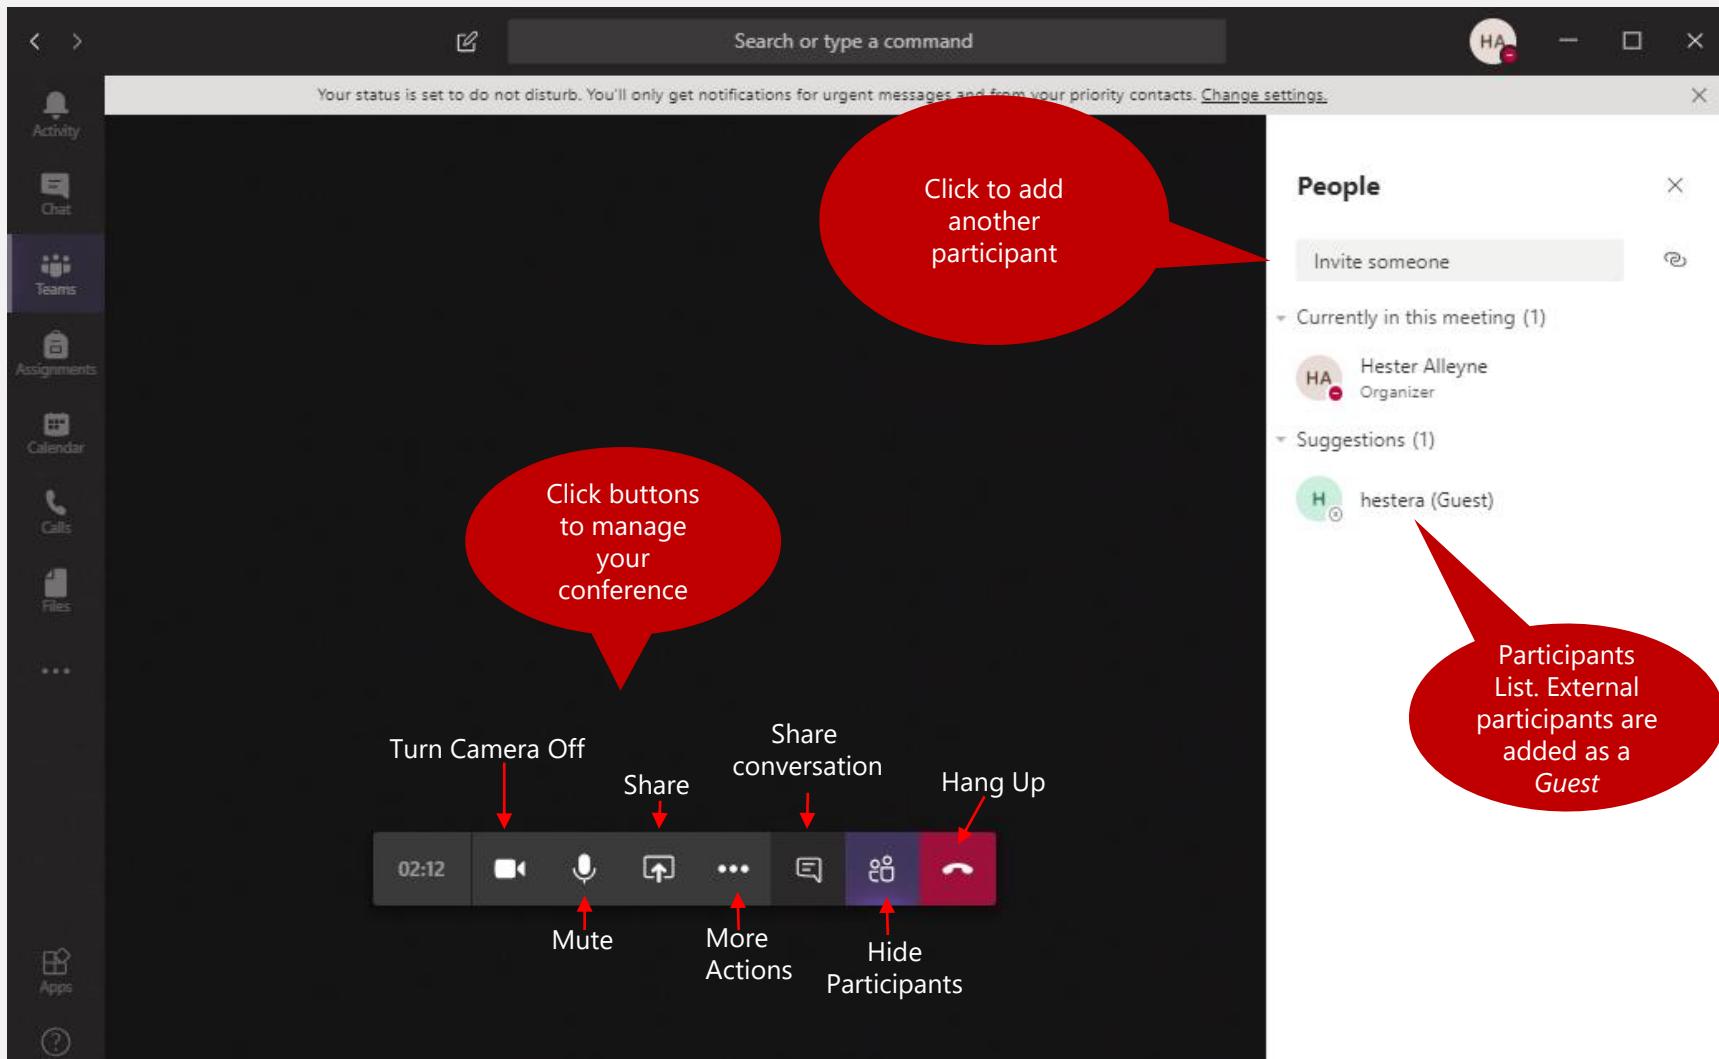 Search or type a command
HA
Your status is set to do not disturb. You'll only get notifications for urgent messages and from your priority contacts. Change settings.
Activity
Chat
Teams
Assignments
Calendar
Calls
Files
Apps
Click to add
another
participant
People
Invite someone
Currently in this meeting (1)
HA
Hester Alleyne
Organizer
Suggestions (1)
H
hestera (Guest)
Click buttons
to manage
your
conference
Participants
List. External
participants are
added as a
Guest
Turn Camera Off
Share
Share
conversation
Hang Up
02:12
Mute
More
Actions
Hide
Participants